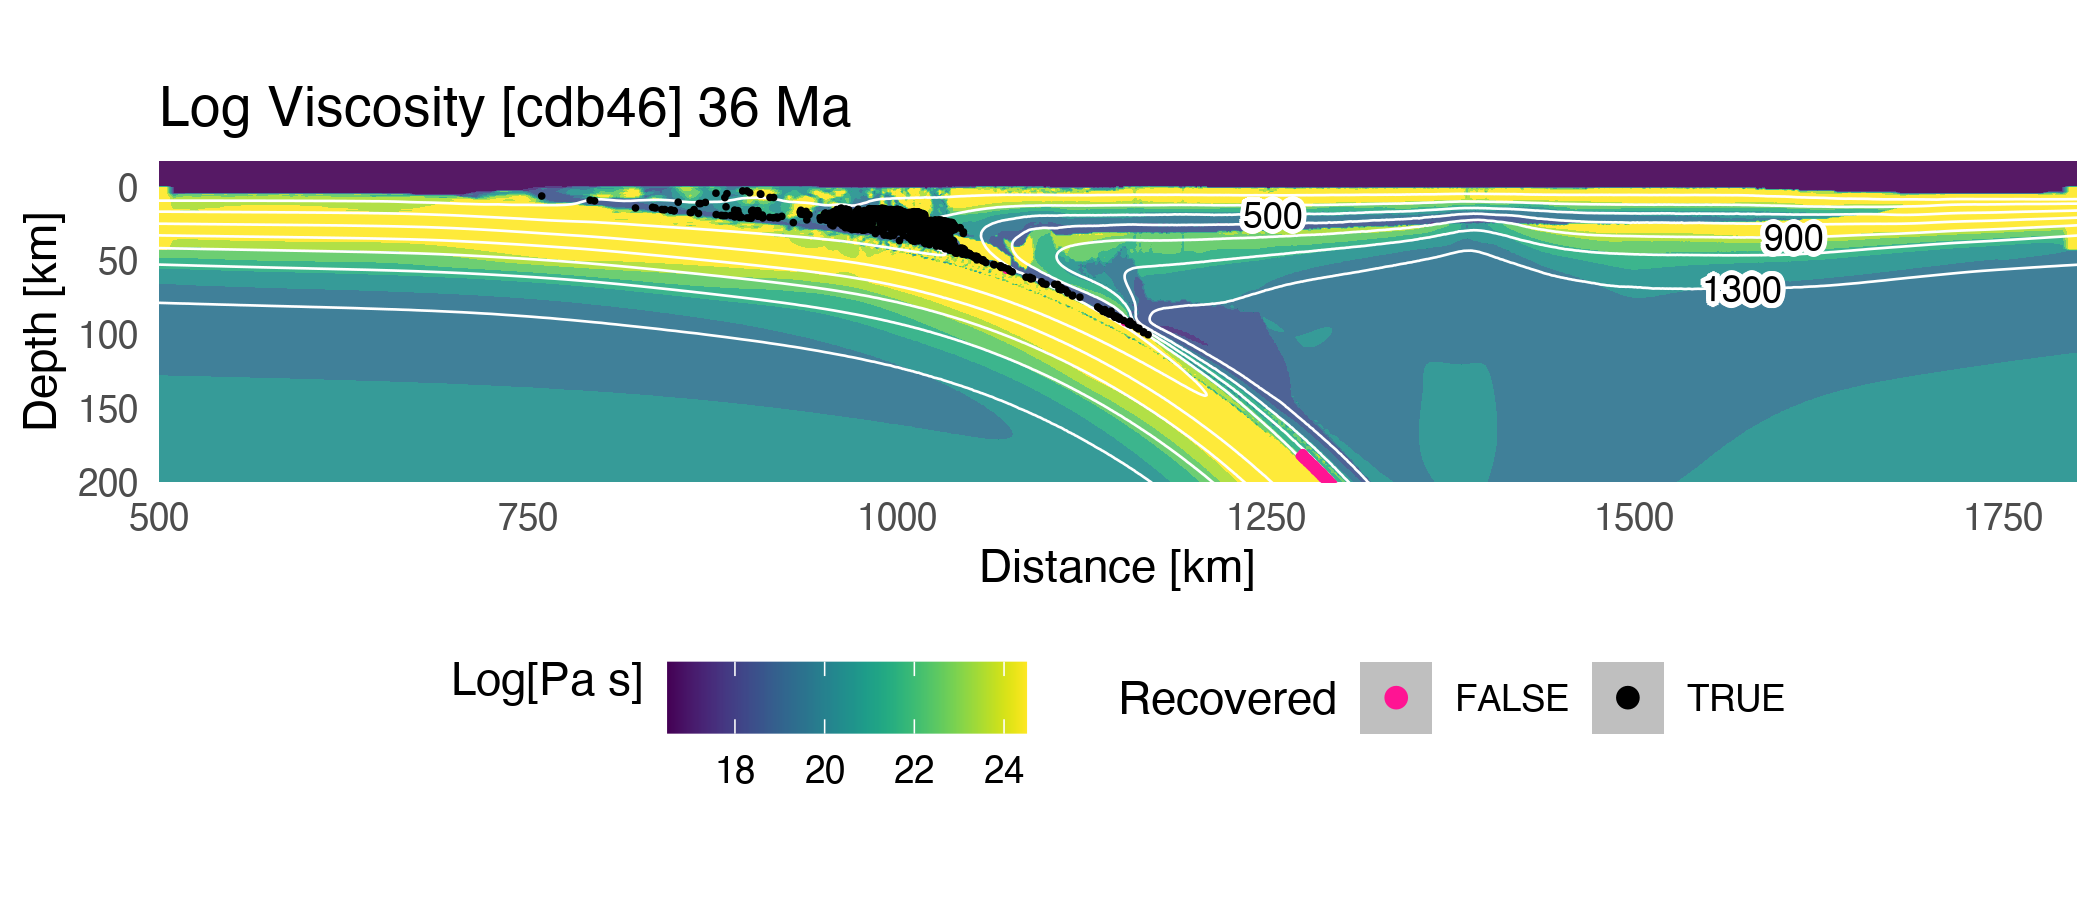 Log Viscosity [cdb46] 36 Ma
0
50
100
150
200
Depth [km]
500
900
1300
500
750
1000
1250
1500
1750
Distance [km]
Log[Pa s]
18
20
22
24
Recovered
FALSE
TRUE